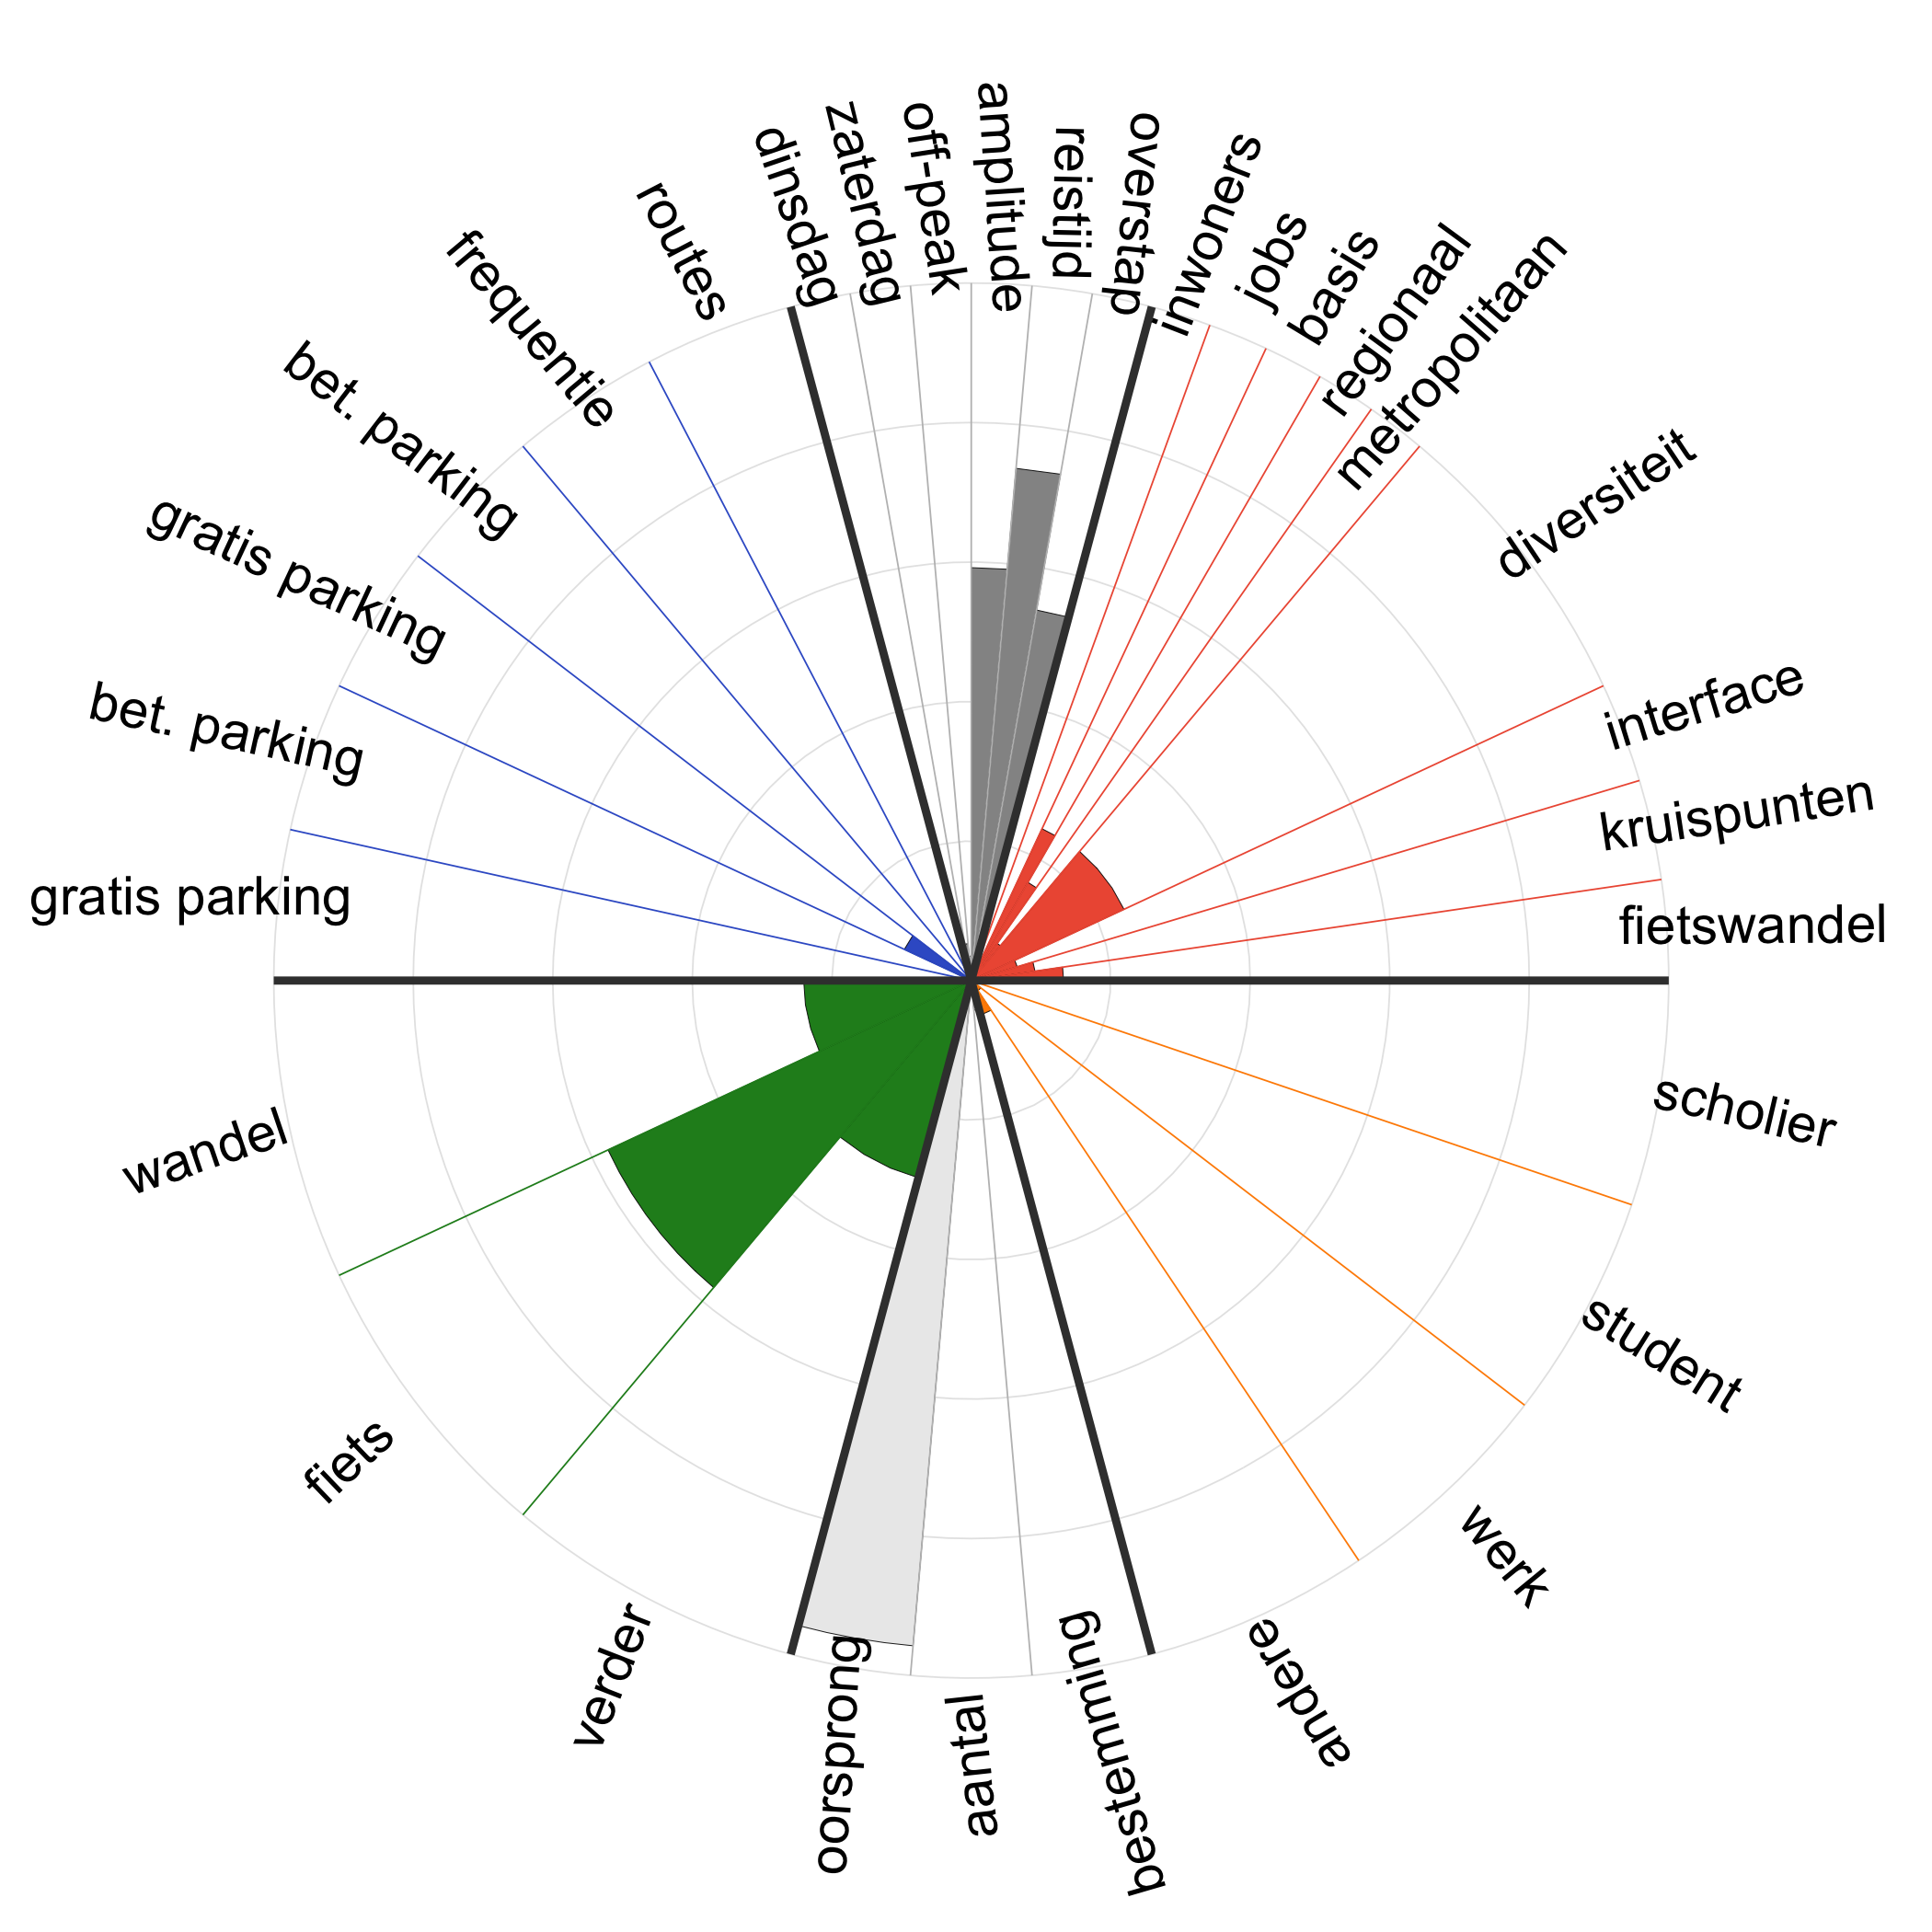 dinsdag
zaterdag
off-peak
amplitude
reistijd
overstap
inwoners
jobs
basis
regionaal
metropolitaan
diversiteit
interface
kruispunten
fietswandel
scholier
student
werk
andere
bestemming
aantal
oorsprong
verder
fiets
wandel
gratis parking
bet. parking
gratis parking
bet. parking
frequentie
routes